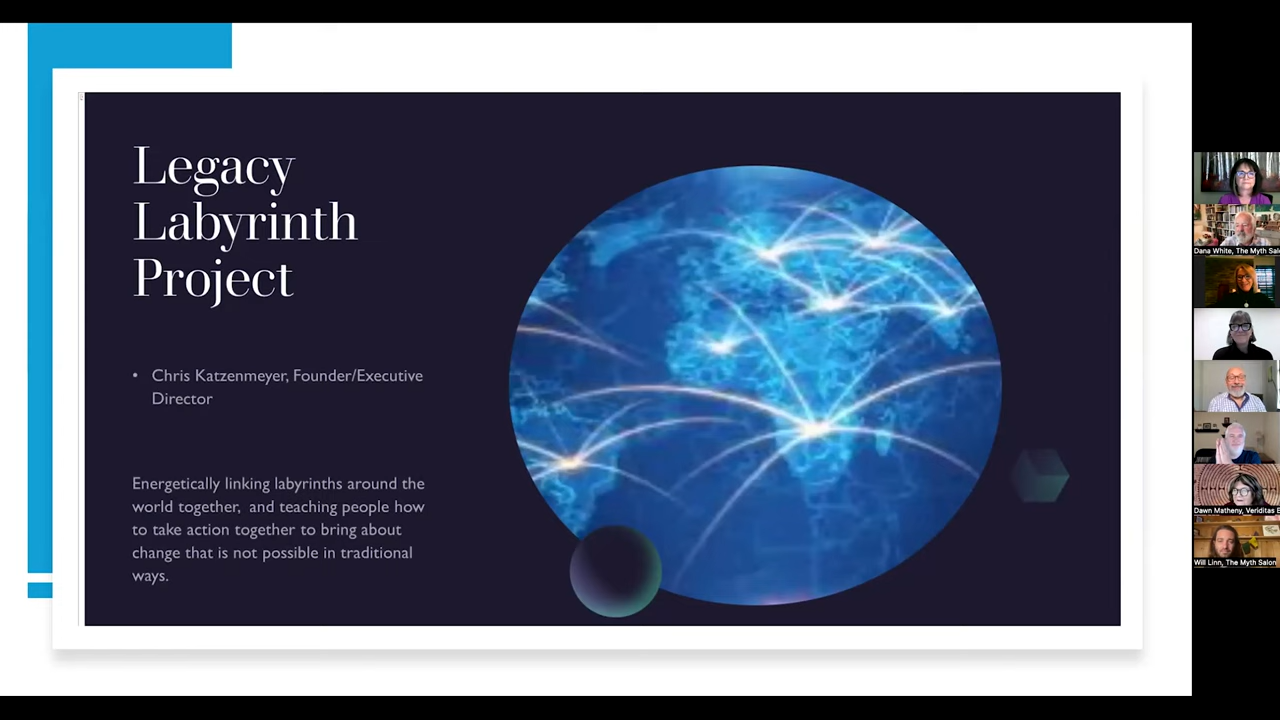 Legacy
Labyrinth
Project
• Chris Katzenmeyer, Founder/Executive
Director
Energetically linking labyrinths around the
world together, and teaching people how
to take action together to bring about
change that is not possible in traditional
ways.
Dana White, The Myth Sal
Dawn Matheny, Veriditas E
Will Linn, The Myth Salon